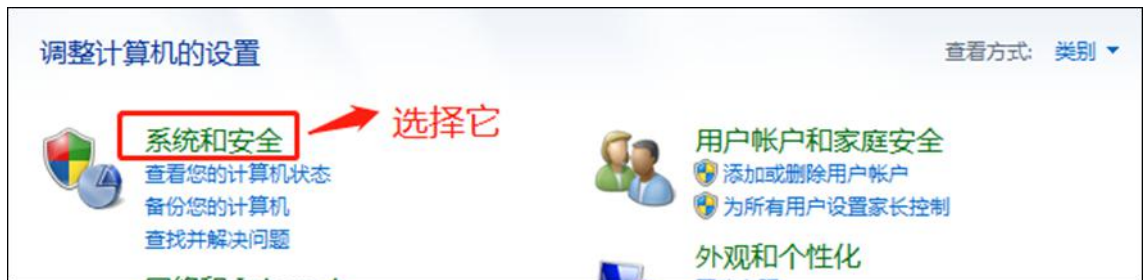 调整计算机的设置
查看方式: 类别
系统和安全
选择它
查看您的计算机状态
备份您的计算机
查找并解决问题
用户帐户和家庭安全
添加或删除用户帐户
为所有用户设置家长控制
外观和个性化